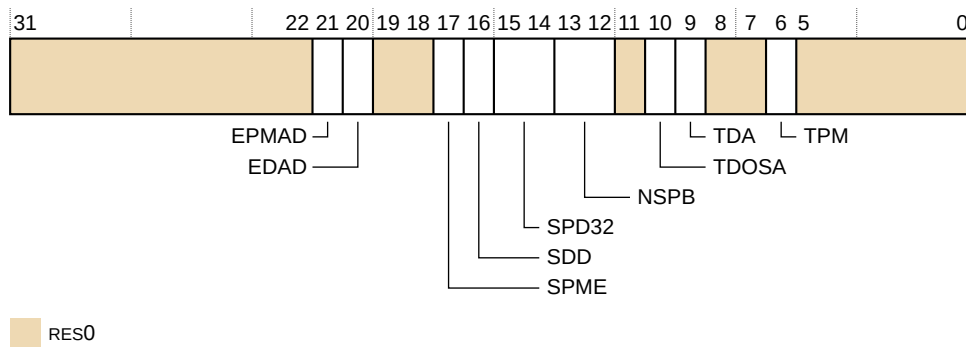 31 22 21 20 19 18 17 16 15 14 13 12 11 10 9 8 7 6 5 0
EPMAD TDA TPM
EDAD TDOSA
NSPB
SPD32
SDD
SPME
RES0